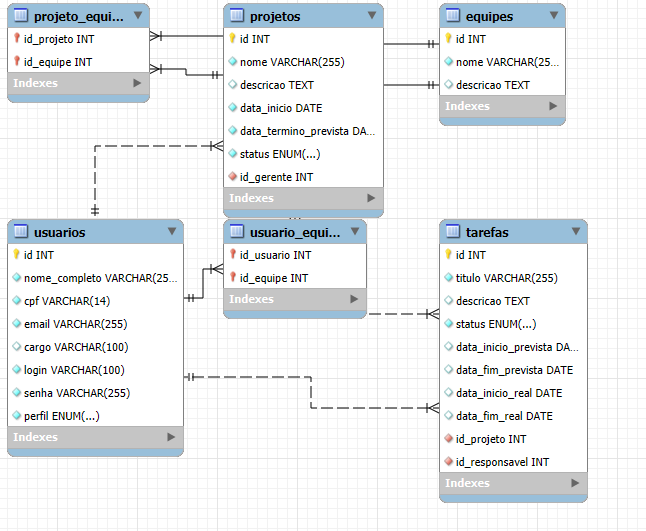 projeto_equi...
id_projeto INT
id_equipe INT
Indexes
projetos
id INT
nome VARCHAR(255)
descricao TEXT
data_inicio DATE
data_termino_prevista DA...
status ENUM(...)
id_gerente INT
Indexes
equipes
id INT
nome VARCHAR(25...
descricao TEXT
Indexes
usuarios
id INT
nome_completo VARCHAR(25...
cpf VARCHAR(14)
email VARCHAR(255)
cargo VARCHAR(100)
login VARCHAR(100)
senha VARCHAR(255)
perfil ENUM(...)
Indexes
usuario_equi...
id_usuario INT
id_equipe INT
Indexes
tarefas
id INT
titulo VARCHAR(255)
descricao TEXT
status ENUM(...)
data_inicio_prevista DA...
data_fim_prevista DATE
data_inicio_real DATE
data_fim_real DATE
id_projeto INT
id_responsavel INT
Indexes